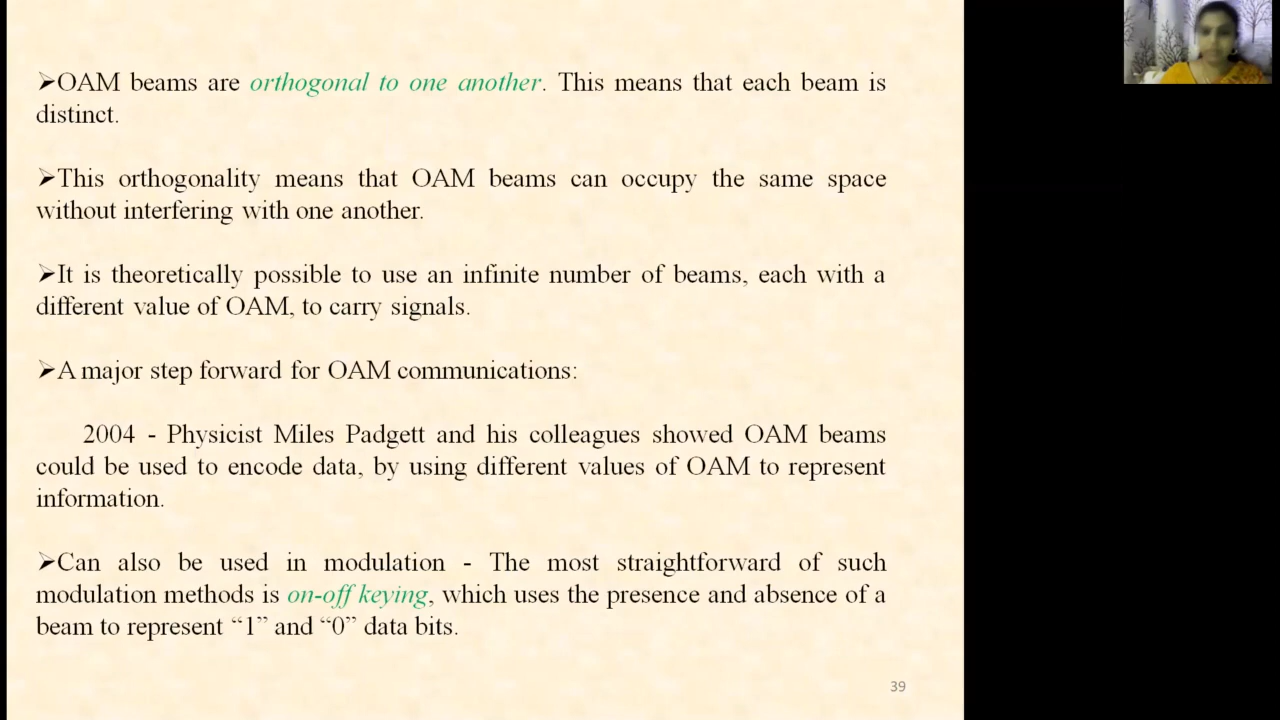 ➢OAM beams are orthogonal to one another. This means that each beam is
distinct.
➢This orthogonality means that OAM beams can occupy the same space
without interfering with one another.
➢It is theoretically possible to use an infinite number of beams, each with a
different value of OAM, to carry signals.
➢A major step forward for OAM communications:
2004 - Physicist Miles Padgett and his colleagues showed OAM beams
could be used to encode data, by using different values of OAM to represent
information.
➢Can also be used in modulation - The most straightforward of such
modulation methods is on-off keying, which uses the presence and absence of a
beam to represent “1” and “0” data bits.
39